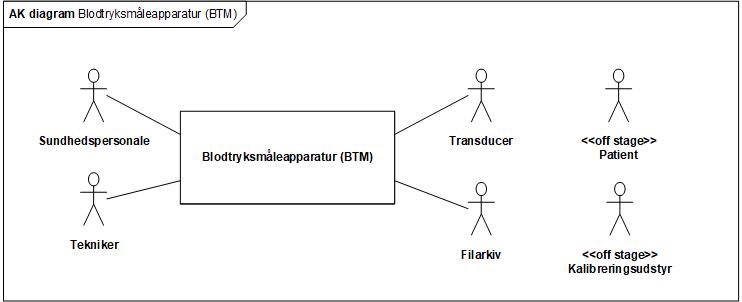 AK diagram Blodtryksmåleapparatur (BTM)
Sundhedspersonale
Blodtryksmåleapparatur (BTM)
Transducer
<<off stage>>
Patient
Tekniker
Filarkiv
<<off stage>>
Kalibreringsudstyr